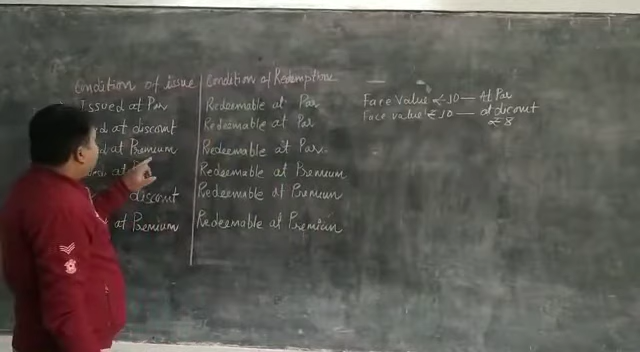 Condition of issue Condition of Redemption
Issued at Par Redeemable at Par
at discount Redeemable at Par
at Premium Redeemable at Par
at Redeemable at Premium
discount Redeemable at Premium
at Premium Redeemable at Premium
Face Value ₹10 — At Par
Face value ₹10 — at discount
₹8